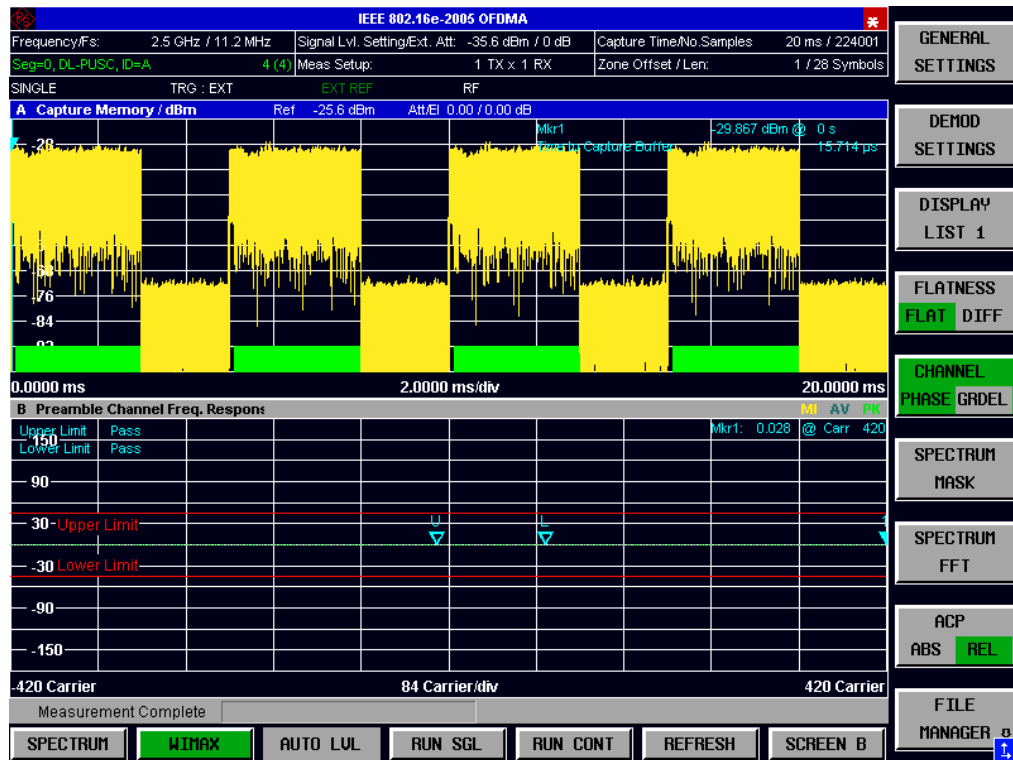 IEEE 802.16e-2005 OFDMA
Frequency/Fs: 2.5 GHz / 11.2 MHz Signal Lvl. Setting/Ext. Att: -35.6 dBm / 0 dB Capture Time/No.Samples 20 ms / 224001
Seg=0, DL-PUSC, ID=A 4 (4) Meas Setup: 1 TX x 1 RX Zone Offset / Len: 1 / 28 Symbols
SINGLE TRG : EXT EXT REF RF
A Capture Memory / dBm Ref -25.6 dBm Att/El 0.00 / 0.00 dB
Mkr1 -29.867 dBm @ 0 s
Time to Capture Buffer 15.714 µs
-28
-68
-76
-84
-92
0.0000 ms 2.0000 ms/div 20.0000 ms
B Preamble Channel Freq. Respons MI AV PK
Upper Limit Pass Mkr1: 0.028 @ Carr 420
150
Lower Limit Pass
90
30 Upper Limit U L 1
-30 Lower Limit
-90
-150
-420 Carrier 84 Carrier/div 420 Carrier
Measurement Complete
SPECTRUM WIMAX AUTO LVL RUN SGL RUN CONT REFRESH SCREEN B
GENERAL
SETTINGS
DEMOD
SETTINGS
DISPLAY
LIST 1
FLATNESS
FLAT DIFF
CHANNEL
PHASE GRDEL
SPECTRUM
MASK
SPECTRUM
FFT
ACP
ABS REL
FILE
MANAGER